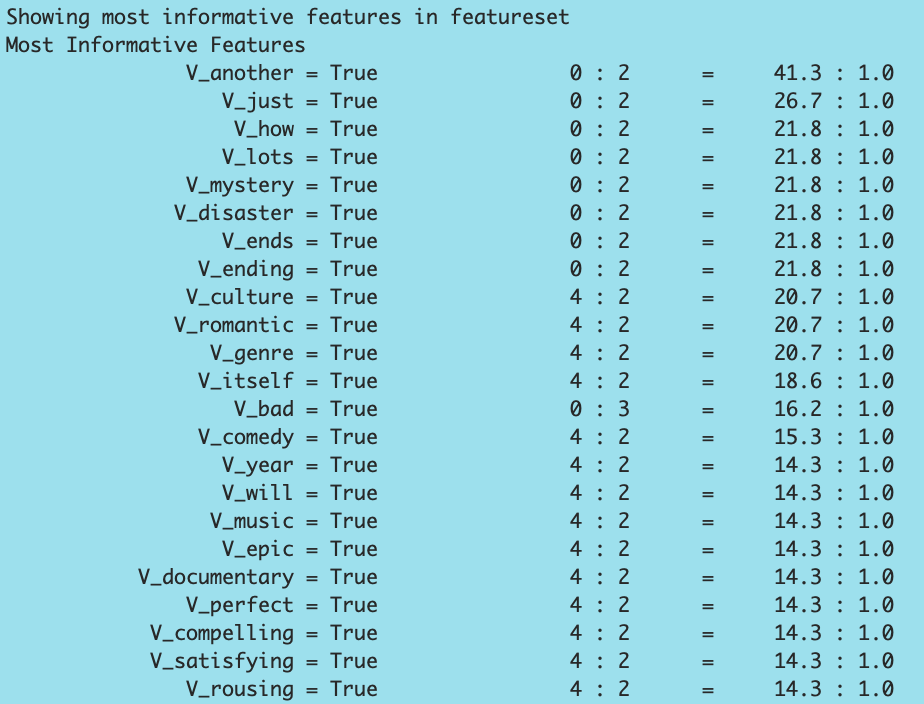 Showing most informative features in featureset
Most Informative Features
V_another = True 0 : 2 = 41.3 : 1.0
V_just = True 0 : 2 = 26.7 : 1.0
V_how = True 0 : 2 = 21.8 : 1.0
V_lots = True 0 : 2 = 21.8 : 1.0
V_mystery = True 0 : 2 = 21.8 : 1.0
V_disaster = True 0 : 2 = 21.8 : 1.0
V_ends = True 0 : 2 = 21.8 : 1.0
V_ending = True 0 : 2 = 21.8 : 1.0
V_culture = True 4 : 2 = 20.7 : 1.0
V_romantic = True 4 : 2 = 20.7 : 1.0
V_genre = True 4 : 2 = 20.7 : 1.0
V_itself = True 4 : 2 = 18.6 : 1.0
V_bad = True 0 : 3 = 16.2 : 1.0
V_comedy = True 4 : 2 = 15.3 : 1.0
V_year = True 4 : 2 = 14.3 : 1.0
V_will = True 4 : 2 = 14.3 : 1.0
V_music = True 4 : 2 = 14.3 : 1.0
V_epic = True 4 : 2 = 14.3 : 1.0
V_documentary = True 4 : 2 = 14.3 : 1.0
V_perfect = True 4 : 2 = 14.3 : 1.0
V_compelling = True 4 : 2 = 14.3 : 1.0
V_satisfying = True 4 : 2 = 14.3 : 1.0
V_rousing = True 4 : 2 = 14.3 : 1.0